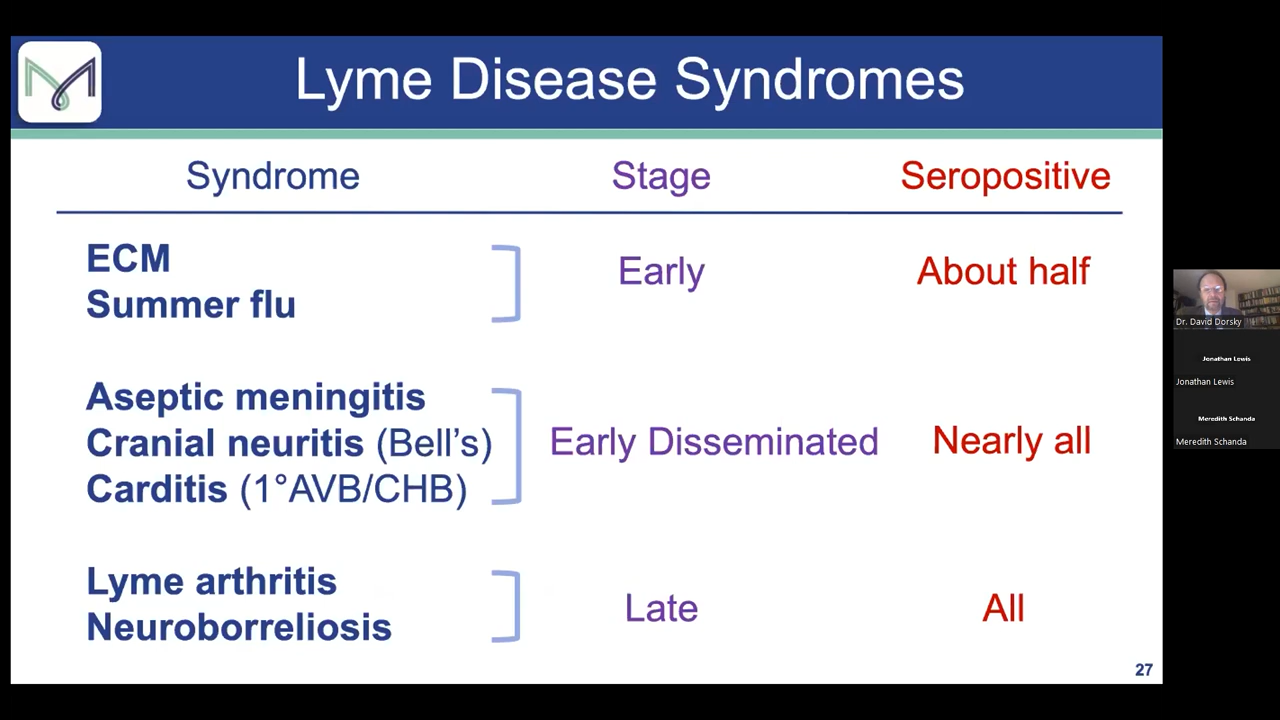 Lyme Disease Syndromes
Syndrome Stage Seropositive
ECM
Summer flu
Early
About half
Aseptic meningitis
Cranial neuritis (Bell's)
Carditis (1°AVB/CHB)
Early Disseminated
Nearly all
Lyme arthritis
Neuroborreliosis
Late
All
27
Dr. David Dorsky
Jonathan Lewis
Jonathan Lewis
Meredith Schanda
Meredith Schanda